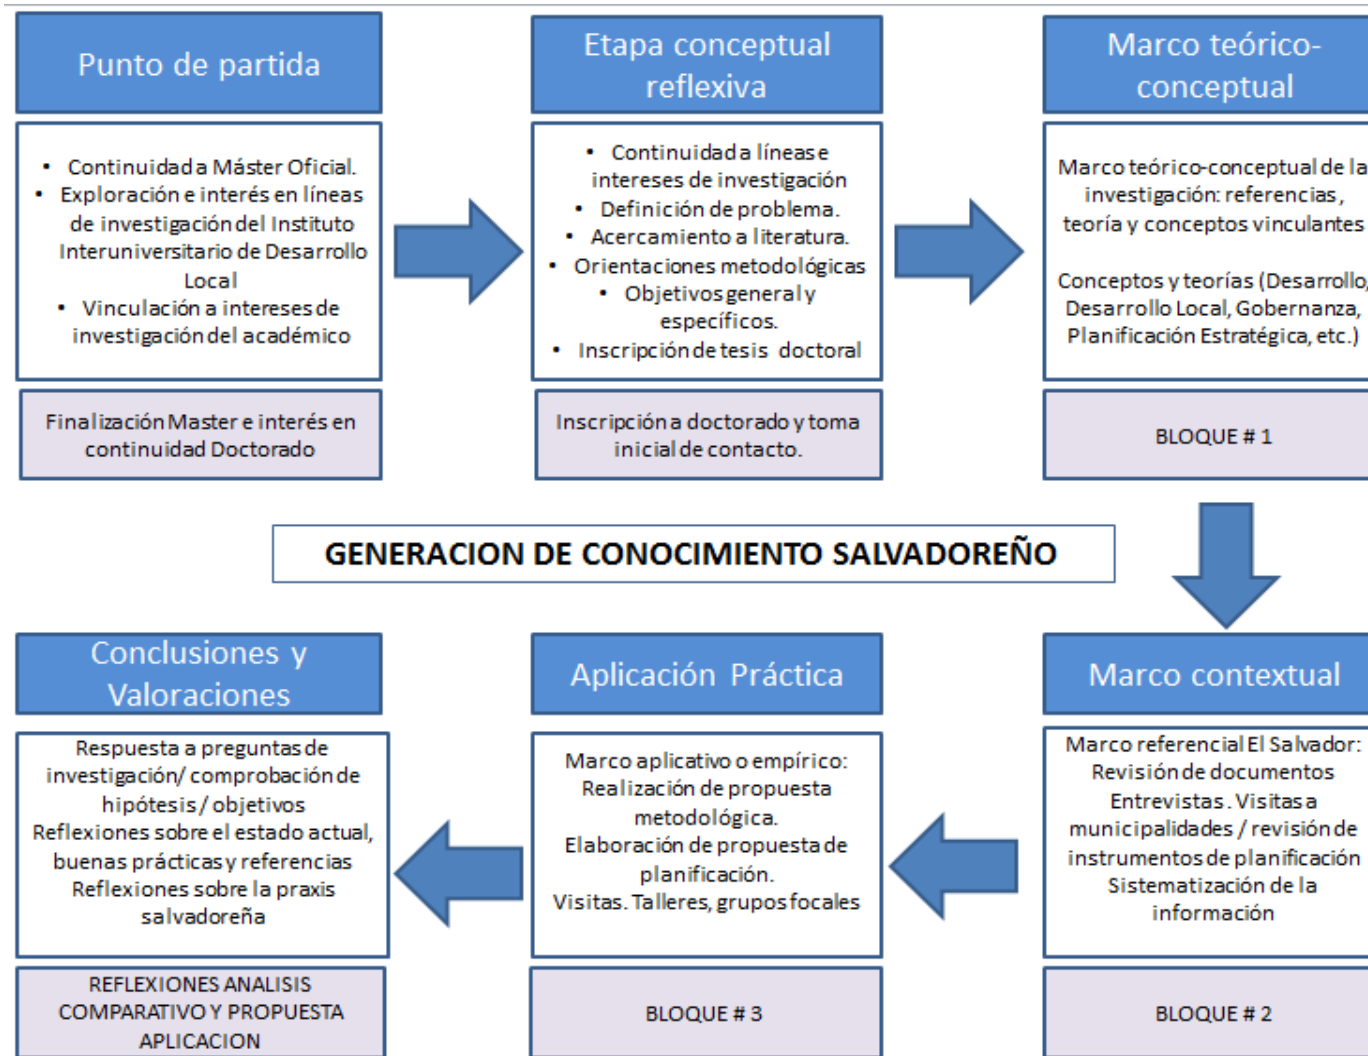 Punto de partida
• Continuidad a Máster Oficial.
• Exploración e interés en líneas
de investigación del Instituto
Interuniversitario de Desarrollo
Local
• Vinculación a intereses de
investigación del académico
Finalización Master e interés en
continuidad Doctorado
Etapa conceptual
reflexiva
• Continuidad a líneas e
intereses de investigación
• Definición de problema.
• Acercamiento a literatura.
• Orientaciones metodológicas
• Objetivos general y
específicos.
• Inscripción de tesis doctoral
Inscripción a doctorado y toma
inicial de contacto.
Marco teórico-
conceptual
Marco teórico-conceptual de la
investigación: referencias,
teoría y conceptos vinculantes
Conceptos y teorías (Desarrollo,
Desarrollo Local, Gobernanza,
Planificación Estratégica, etc.)
BLOQUE # 1
GENERACION DE CONOCIMIENTO SALVADOREÑO
Conclusiones y
Valoraciones
Respuesta a preguntas de
investigación/ comprobación de
hipótesis / objetivos
Reflexiones sobre el estado actual,
buenas prácticas y referencias
Reflexiones sobre la praxis
salvadoreña
REFLEXIONES ANALISIS
COMPARATIVO Y PROPUESTA
APLICACION
Aplicación Práctica
Marco aplicativo o empírico:
Realización de propuesta
metodológica.
Elaboración de propuesta de
planificación.
Visitas. Talleres, grupos focales
BLOQUE # 3
Marco contextual
Marco referencial El Salvador:
Revisión de documentos
Entrevistas. Visitas a
municipalidades / revisión de
instrumentos de planificación
Sistematización de la
información
BLOQUE # 2